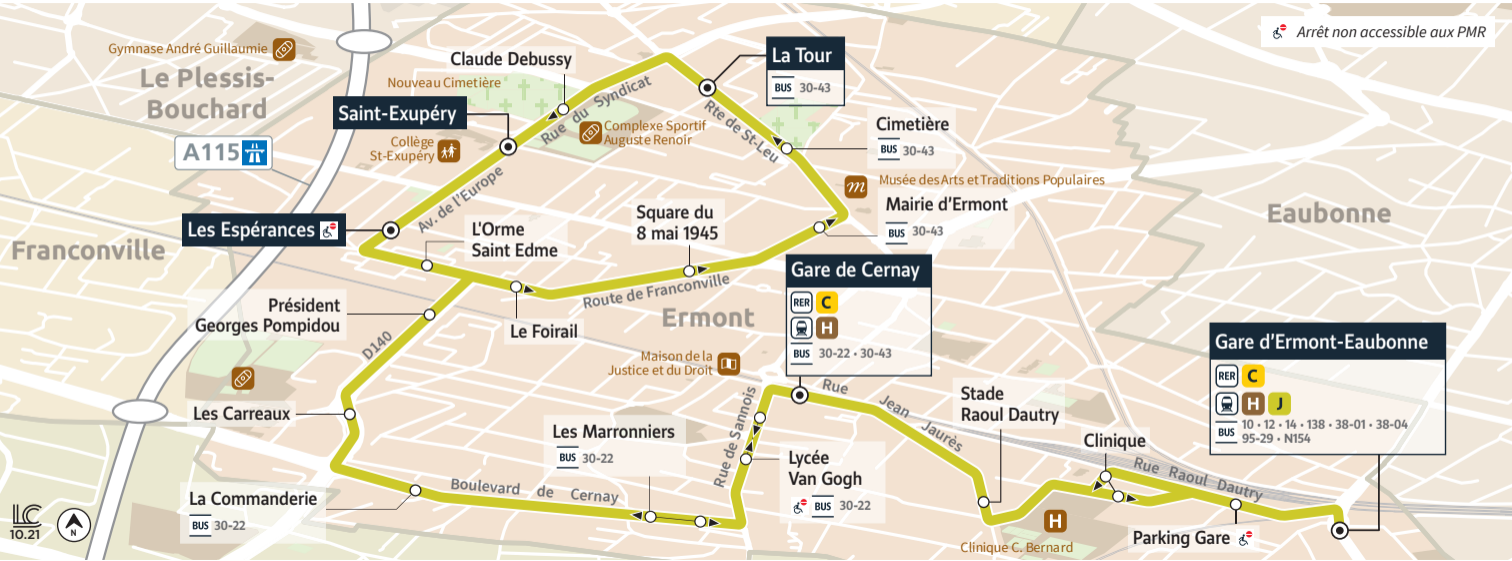 Arrêt non accessible aux PMR
Gymnase André Guillaumie
Le Plessis-
Bouchard
Claude Debussy
Nouveau Cimetière
La Tour
BUS 30-43
Saint-Exupéry
Rue du Syndicat
Complexe Sportif
Auguste Renoir
Rte de St-Leu
Cimetière
BUS 30-43
A115
Collège
St-Exupéry
Musée des Arts et Traditions Populaires
m
Av. de l'Europe
Mairie d'Ermont
BUS 30-43
Eaubonne
Les Espérances
Franconville
L'Orme
Saint Edme
Square du
8 mai 1945
Route de Franconville
Le Foirail
Ermont
Président
Georges Pompidou
D140
Gare de Cernay
RER C
H
BUS 30-22 • 30-43
Maison de la
Justice et du Droit
Gare d'Ermont-Eaubonne
RER C
H J
BUS 10 • 12 • 14 • 138 • 38-01 • 38-04
95-29 • N154
Rue Jean Jaurès
Stade
Raoul Dautry
Les Carreaux
Rue de Sannois
Les Marronniers
BUS 30-22
Clinique
Rue Raoul Dautry
Lycée
Van Gogh
BUS 30-22
La Commanderie
BUS 30-22
Boulevard de Cernay
H
Clinique C. Bernard
Parking Gare
LC
10.21
N